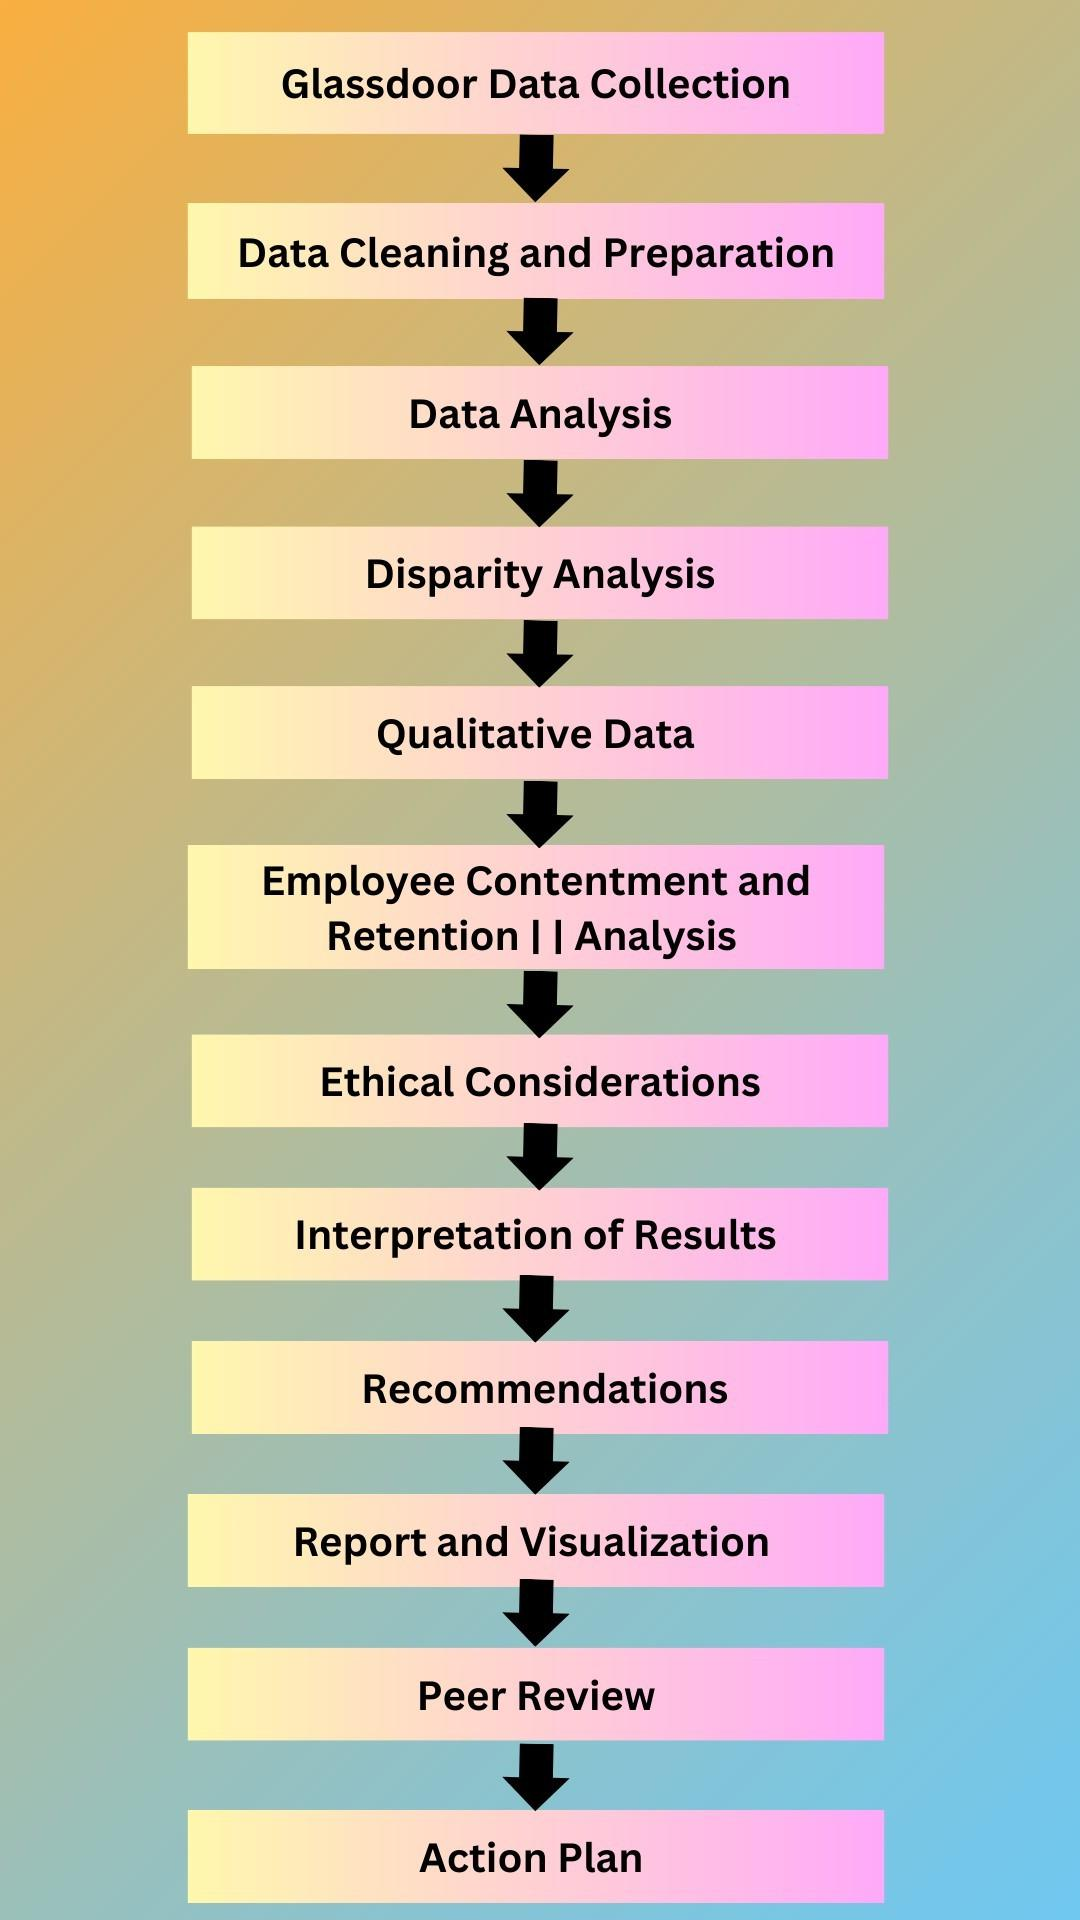 Glassdoor Data Collection
Data Cleaning and Preparation
Data Analysis
Disparity Analysis
Qualitative Data
Employee Contentment and
Retention | | Analysis
Ethical Considerations
Interpretation of Results
Recommendations
Report and Visualization
Peer Review
Action Plan